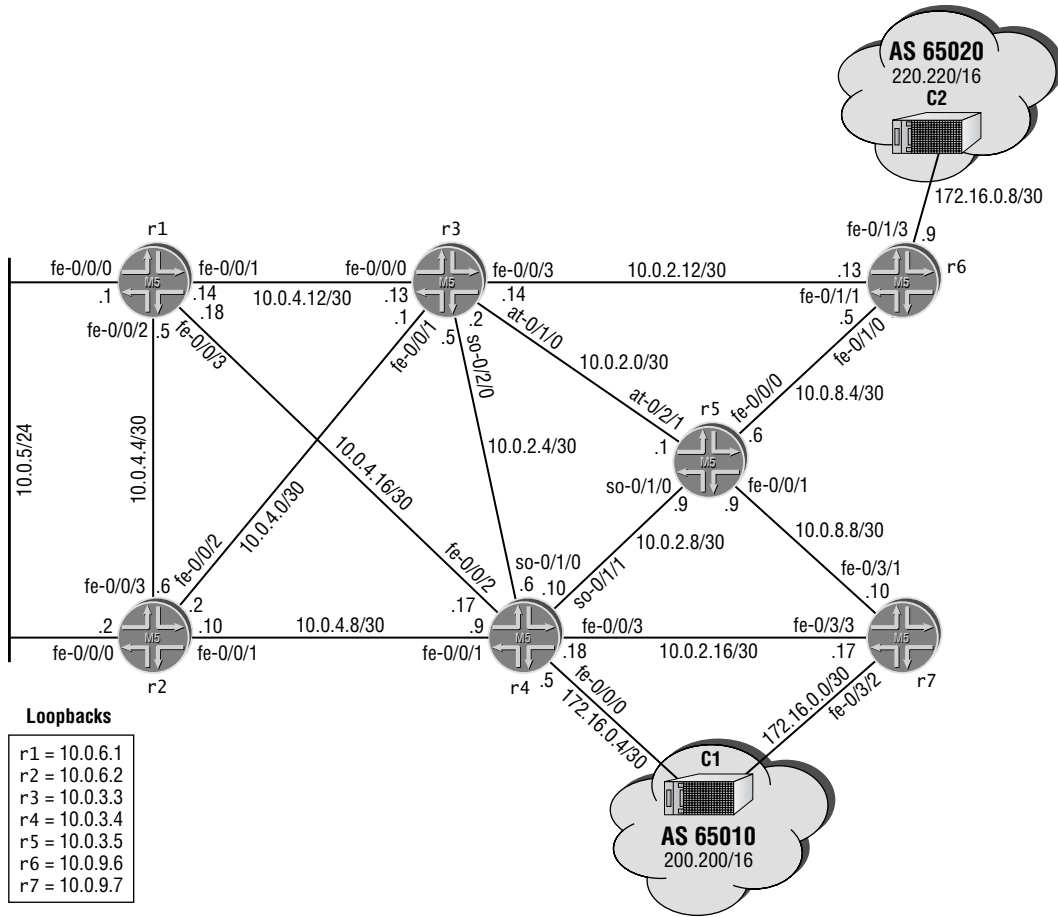 AS 65020
220.220/16
C2
172.16.0.8/30
fe-0/1/3
.9
r1
r3
r6
fe-0/0/0
M5
fe-0/0/1
fe-0/0/0
M5
fe-0/0/3
10.0.2.12/30
.13
M5
.1
.14
10.0.4.12/30
.13
.14
fe-0/1/1
.18
.1
.2
.5
fe-0/0/2
.5
fe-0/0/3
fe-0/0/1
.5
so-0/2/0
at-0/1/0
fe-0/1/0
10.0.2.0/30
fe-0/0/0
10.0.8.4/30
at-0/2/1
r5
.6
.1
M5
10.0.5/24
10.0.4.4/30
10.0.4.16/30
10.0.4.0/30
10.0.2.4/30
so-0/1/0
fe-0/0/1
.9
.9
10.0.2.8/30
10.0.8.8/30
fe-0/0/2
fe-0/0/2
so-0/1/0
so-0/1/1
fe-0/3/1
fe-0/0/3
.6
.6
.10
.10
.2
.17
.2
M5
.10
10.0.4.8/30
.9
M5
fe-0/0/3
fe-0/3/3
M5
fe-0/0/0
fe-0/0/1
fe-0/0/1
.18
10.0.2.16/30
.17
r2
r4
.5
r7
fe-0/0/0
172.16.0.4/30
172.16.0.0/30
fe-0/3/2
Loopbacks
r1 = 10.0.6.1
r2 = 10.0.6.2
r3 = 10.0.3.3
r4 = 10.0.3.4
r5 = 10.0.3.5
r6 = 10.0.9.6
r7 = 10.0.9.7
C1
AS 65010
200.200/16